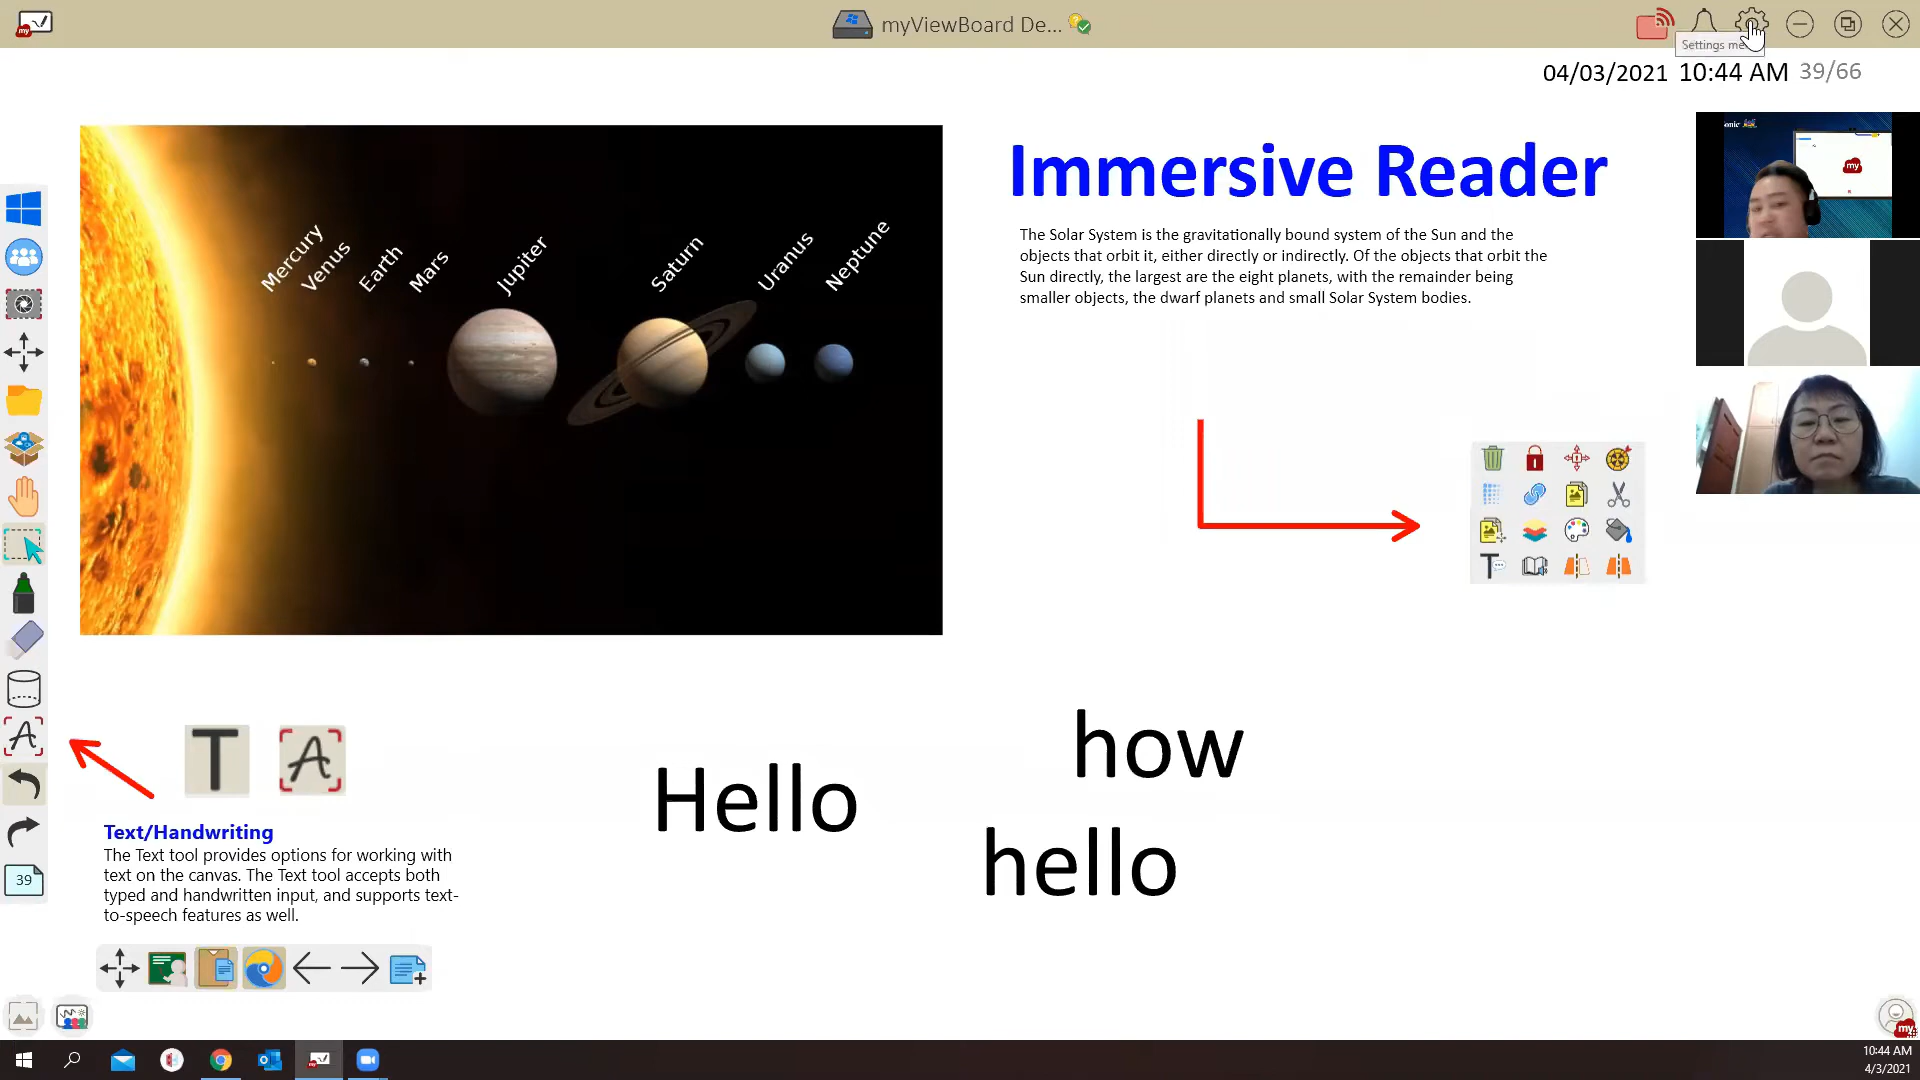 myViewBoard De...
Settings me
04/03/2021 10:44 AM 39/66
Immersive Reader
The Solar System is the gravitationally bound system of the Sun and the
objects that orbit it, either directly or indirectly. Of the objects that orbit the
Sun directly, the largest are the eight planets, with the remainder being
smaller objects, the dwarf planets and small Solar System bodies.
Mercury
Venus
Earth
Mars
Jupiter
Saturn
Uranus
Neptune
my
T A
how
Hello
hello
Text/Handwriting
The Text tool provides options for working with
text on the canvas. The Text tool accepts both
typed and handwritten input, and supports text-
to-speech features as well.
39
10:44 AM
4/3/2021